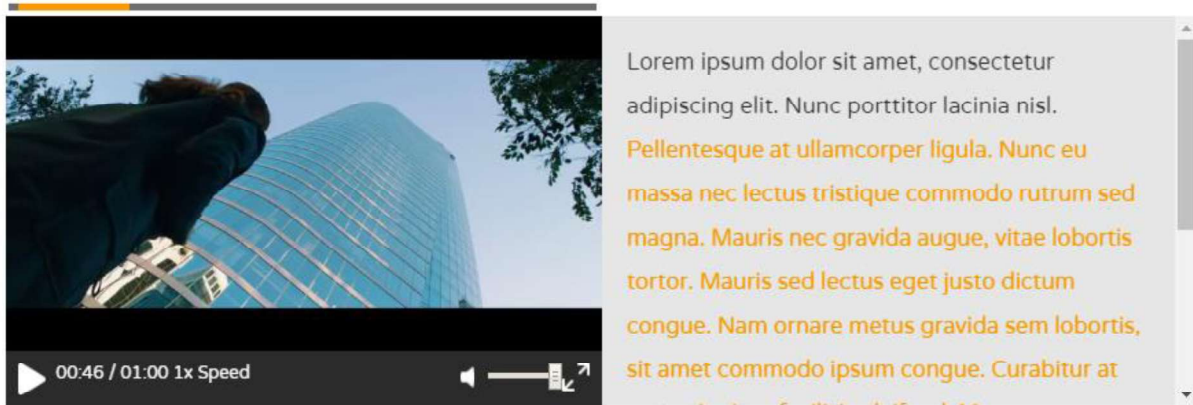 Lorem ipsum dolor sit amet, consectetur
adipiscing elit. Nunc porttitor lacinia nisl.
Pellentesque at ullamcorper ligula. Nunc eu
massa nec lectus tristique commodo rutrum sed
magna. Mauris nec gravida augue, vitae lobortis
tortor. Mauris sed lectus eget justo dictum
congue. Nam ornare metus gravida sem lobortis,
sit amet commodo ipsum congue. Curabitur at
00:46 / 01:00 1x Speed